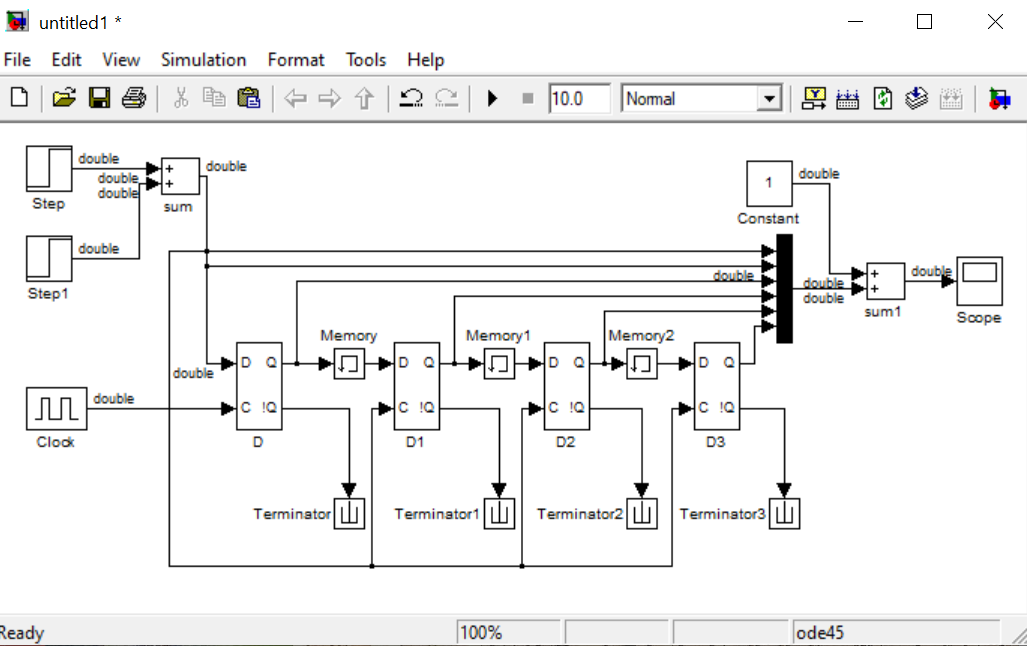 untitled1 *
File Edit View Simulation Format Tools Help
10.0 Normal
double
double
double
Step
+
+
double
sum
double
Step1
1
double
Constant
double
double
double
+
+
double
sum1
Scope
Memory
Memory1
Memory2
double
D Q
D Q
D Q
D Q
double
C !Q
C !Q
C !Q
C !Q
Clock
D
D1
D2
D3
Terminator
Terminator1
Terminator2
Terminator3
Ready 100% ode45